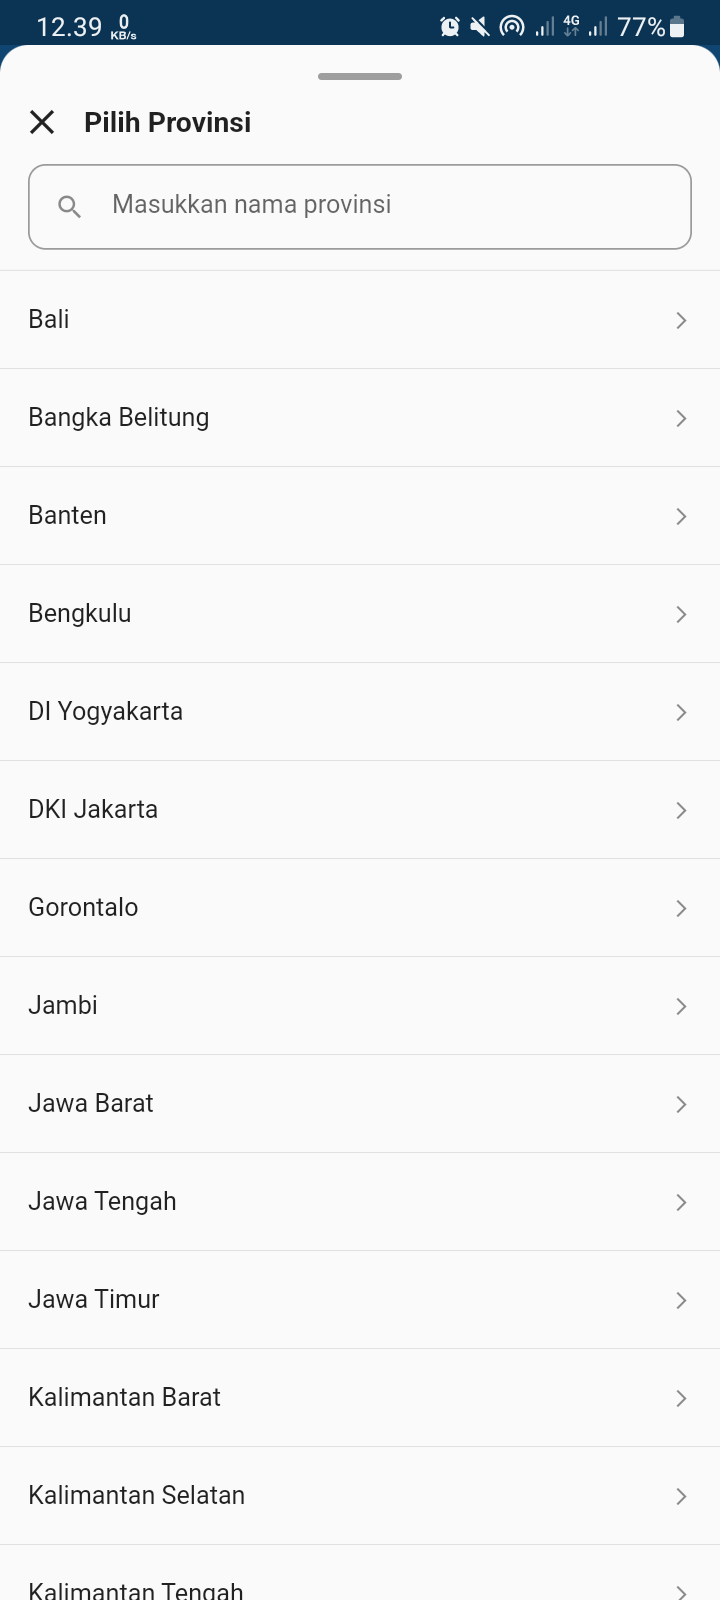 12.39 0 KB/s 4G 77%
Pilih Provinsi
Masukkan nama provinsi
Bali
Bangka Belitung
Banten
Bengkulu
DI Yogyakarta
DKI Jakarta
Gorontalo
Jambi
Jawa Barat
Jawa Tengah
Jawa Timur
Kalimantan Barat
Kalimantan Selatan
Kalimantan Tengah